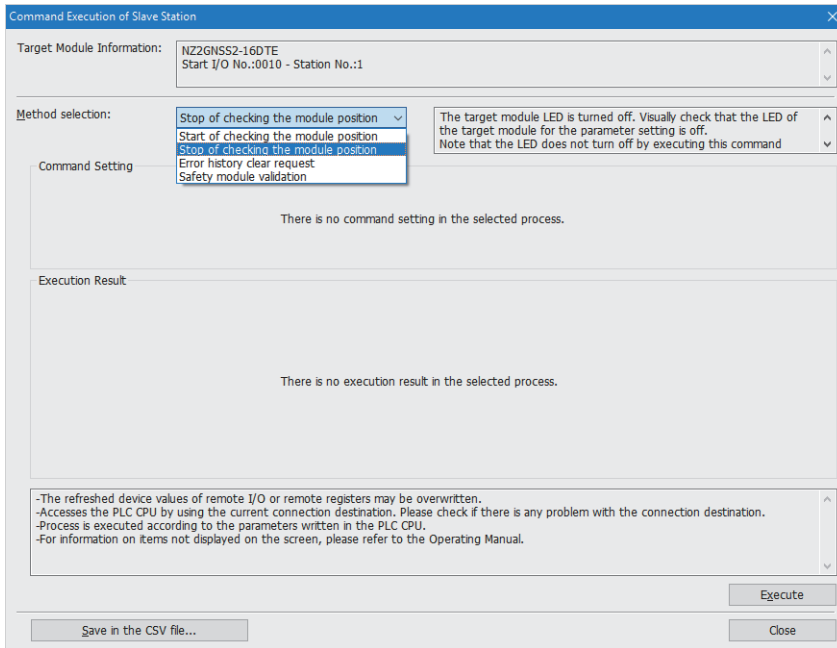 Command Execution of Slave Station
Target Module Information:
NZ2GNSS2-16DTE
Start I/O No.:0010 - Station No.:1
Method selection:
Stop of checking the module position
Start of checking the module position
Stop of checking the module position
Error history clear request
Safety module validation
The target module LED is turned off. Visually check that the LED of
the target module for the parameter setting is off.
Note that the LED does not turn off by executing this command
Command Setting
There is no command setting in the selected process.
Execution Result
There is no execution result in the selected process.
-The refreshed device values of remote I/O or remote registers may be overwritten.
-Accesses the PLC CPU by using the current connection destination. Please check if there is any problem with the connection destination.
-Process is executed according to the parameters written in the PLC CPU.
-For information on items not displayed on the screen, please refer to the Operating Manual.
Execute
Save in the CSV file...
Close